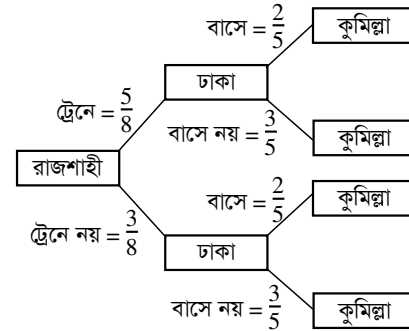 বাসে = 2/5
কুমিল্লা
ঢাকা
ট্রেনে = 5/8
বাসে নয় = 3/5
কুমিল্লা
রাজশাহী
বাসে = 2/5
কুমিল্লা
ট্রেনে নয় = 3/8
ঢাকা
বাসে নয় = 3/5
কুমিল্লা